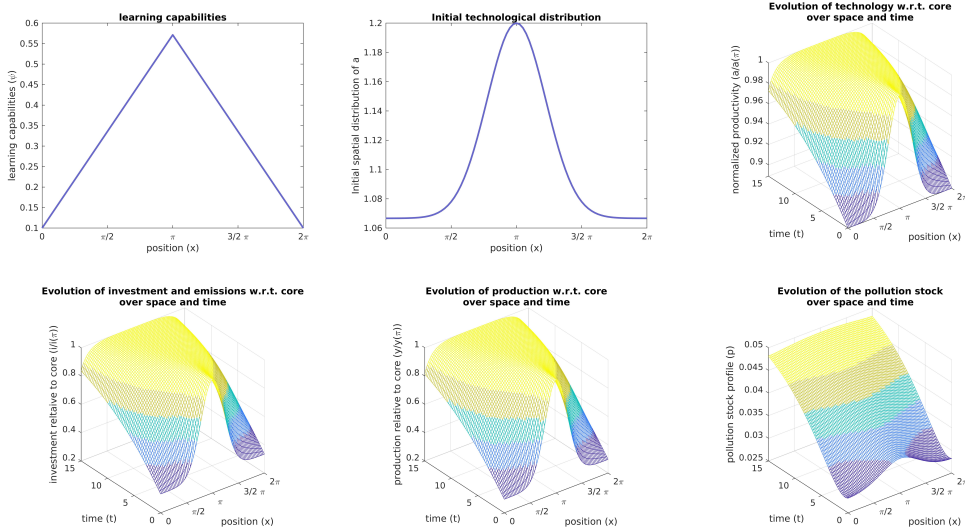 learning capabilities
0.6
0.55
0.5
0.45
0.4
0.35
0.3
0.25
0.2
0.15
0.1
learning capabilities (ψ)
0
π/2
π
3/2 π
2π
position (x)
Initial technological distribution
1.2
1.18
1.16
1.14
1.12
1.1
1.08
1.06
Initial spatial distribution of a
0
π/2
π
3/2 π
2π
position (x)
Evolution of technology w.r.t. core
over space and time
1
0.98
0.96
0.94
0.92
0.9
normalized productivity (a/a(π))
15
10
5
0
time (t)
0
π/2
π
3/2 π
2π
position (x)
Evolution of investment and emissions w.r.t. core
over space and time
1
0.8
0.6
0.4
0.2
investment reltaive to core (i/i(π))
15
10
5
0
time (t)
0
π/2
π
3/2 π
2π
position (x)
Evolution of production w.r.t. core
over space and time
1
0.8
0.6
0.4
0.2
production relative to core (y/y(π))
15
10
5
0
time (t)
0
π/2
π
3/2 π
2π
position (x)
Evolution of the pollution stock
over space and time
0.05
0.045
0.04
0.035
0.03
0.025
pollution stock profile (p)
15
10
5
0
time (t)
0
π/2
π
3/2 π
2π
position (x)